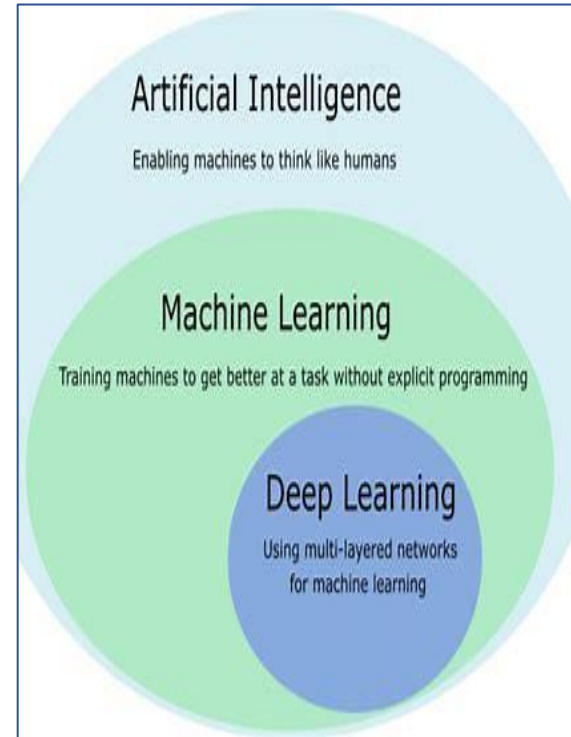 Artificial Intelligence
Enabling machines to think like humans
Machine Learning
Training machines to get better at a task without explicit programming
Deep Learning
Using multi-layered networks
for machine learning